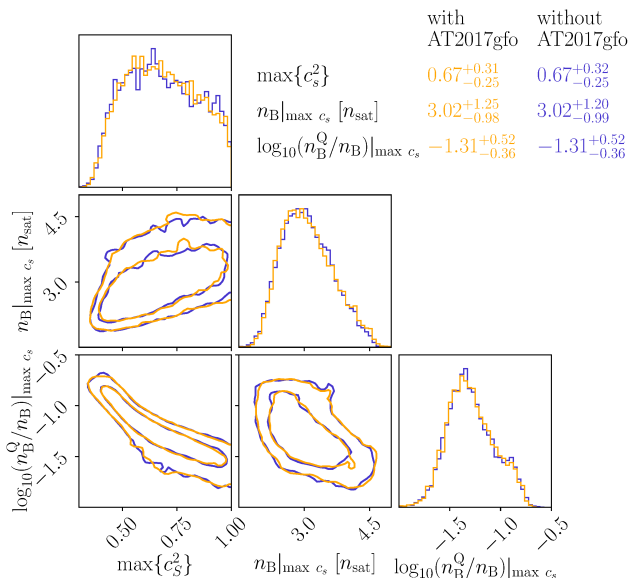 with without
AT2017gfo AT2017gfo
max{c_s^2} 0.67^{+0.31}_{-0.25} 0.67^{+0.32}_{-0.25}
n_B|_{max c_s} [n_sat] 3.02^{+1.25}_{-0.98} 3.02^{+1.20}_{-0.99}
log_{10}(n_B^Q/n_B)|_{max c_s} −1.31^{+0.52}_{-0.36} −1.31^{+0.52}_{-0.36}
n_B|_{max c_s} [n_sat]
4.5
3.0
log_{10}(n_B^Q/n_B)|_{max c_s}
−0.5
−1.0
−1.5
0.50 0.75 1.00 3.0 4.5 −1.5 −1.0 −0.5
max{c_S^2} n_B|_{max c_s} [n_sat] log_{10}(n_B^Q/n_B)|_{max c_s}